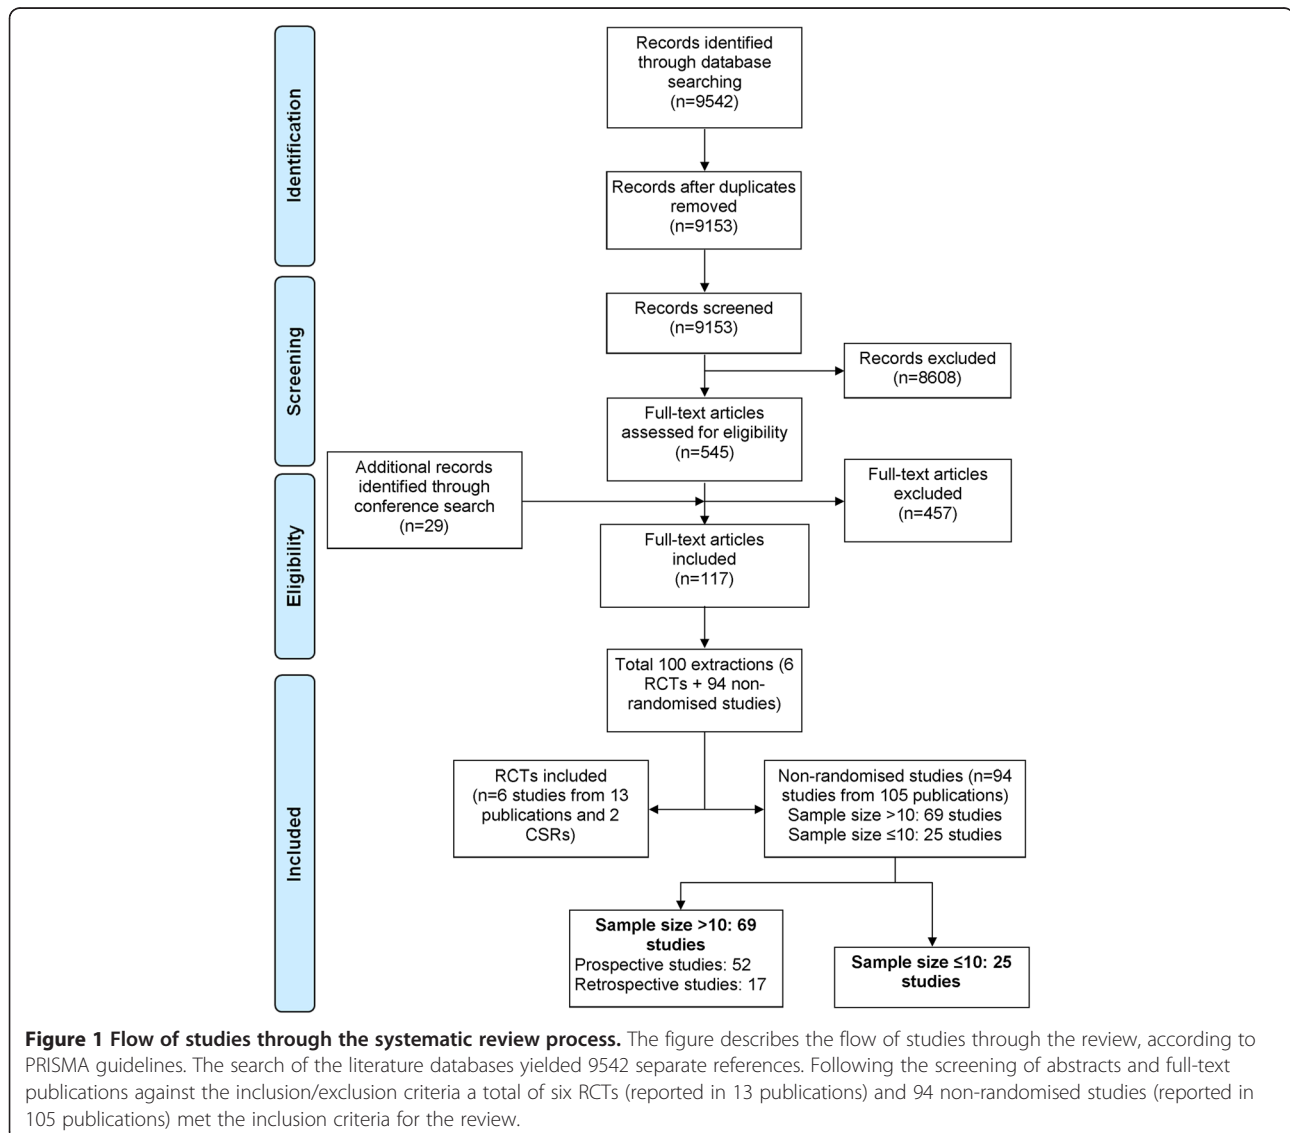 Identification
Records identified
through database
searching
(n=9542)
Records after duplicates
removed
(n=9153)
Screening
Records screened
(n=9153)
Records excluded
(n=8608)
Full-text articles
assessed for eligibility
(n=545)
Eligibility
Additional records
identified through
conference search
(n=29)
Full-text articles
excluded
(n=457)
Full-text articles
included
(n=117)
Included
Total 100 extractions (6
RCTs + 94 non-
randomised studies)
RCTs included
(n=6 studies from 13
publications and 2
CSRs)
Non-randomised studies (n=94
studies from 105 publications)
Sample size >10: 69 studies
Sample size ≤10: 25 studies
Sample size >10: 69
studies
Prospective studies: 52
Retrospective studies: 17
Sample size ≤10: 25
studies
Figure 1 Flow of studies through the systematic review process. The figure describes the flow of studies through the review, according to
PRISMA guidelines. The search of the literature databases yielded 9542 separate references. Following the screening of abstracts and full-text
publications against the inclusion/exclusion criteria a total of six RCTs (reported in 13 publications) and 94 non-randomised studies (reported in
105 publications) met the inclusion criteria for the review.